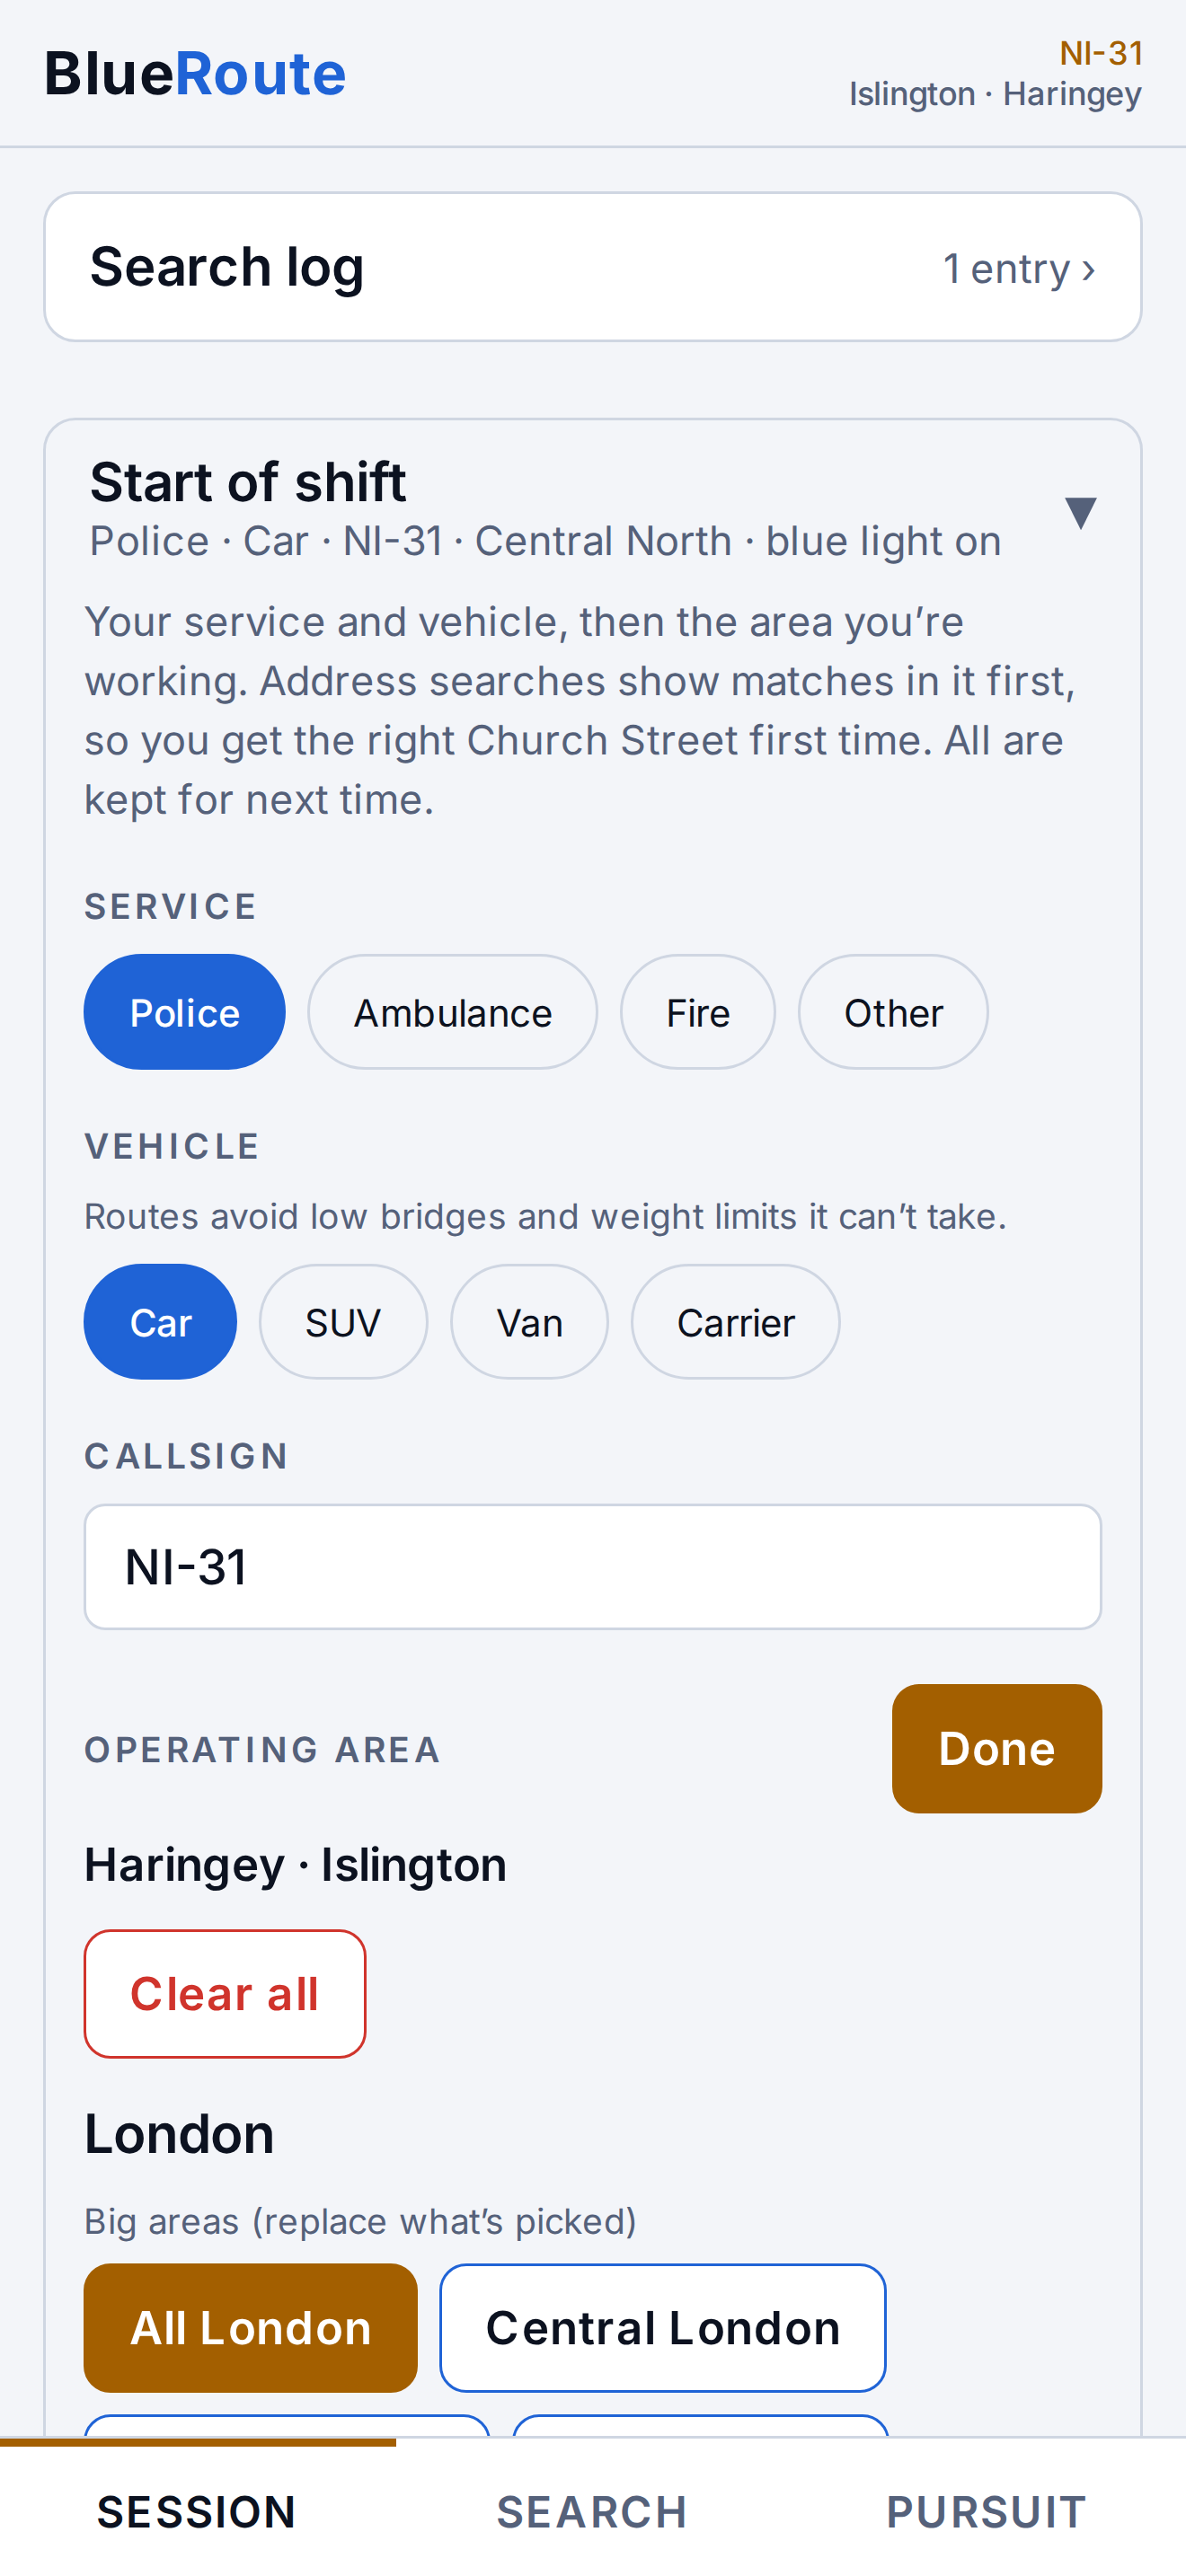 BlueRoute
NI-31
Islington · Haringey
Search log
1 entry ›
Start of shift
Police · Car · NI-31 · Central North · blue light on
▼
Your service and vehicle, then the area you’re
working. Address searches show matches in it first,
so you get the right Church Street first time. All are
kept for next time.
SERVICE
Police Ambulance Fire Other
VEHICLE
Routes avoid low bridges and weight limits it can’t take.
Car SUV Van Carrier
CALLSIGN
NI-31
OPERATING AREA
Done
Haringey · Islington
Clear all
London
Big areas (replace what’s picked)
All London Central London
SESSION SEARCH PURSUIT